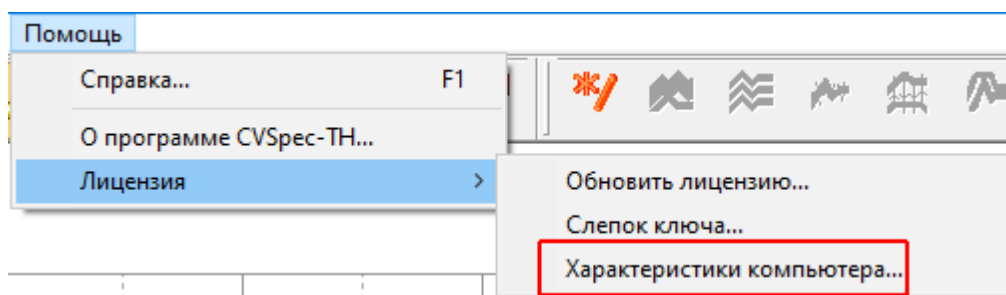 Помощь
Справка... F1
О программе CVSpec-TH...
Лицензия
Обновить лицензию...
Слепок ключа...
Характеристики компьютера...